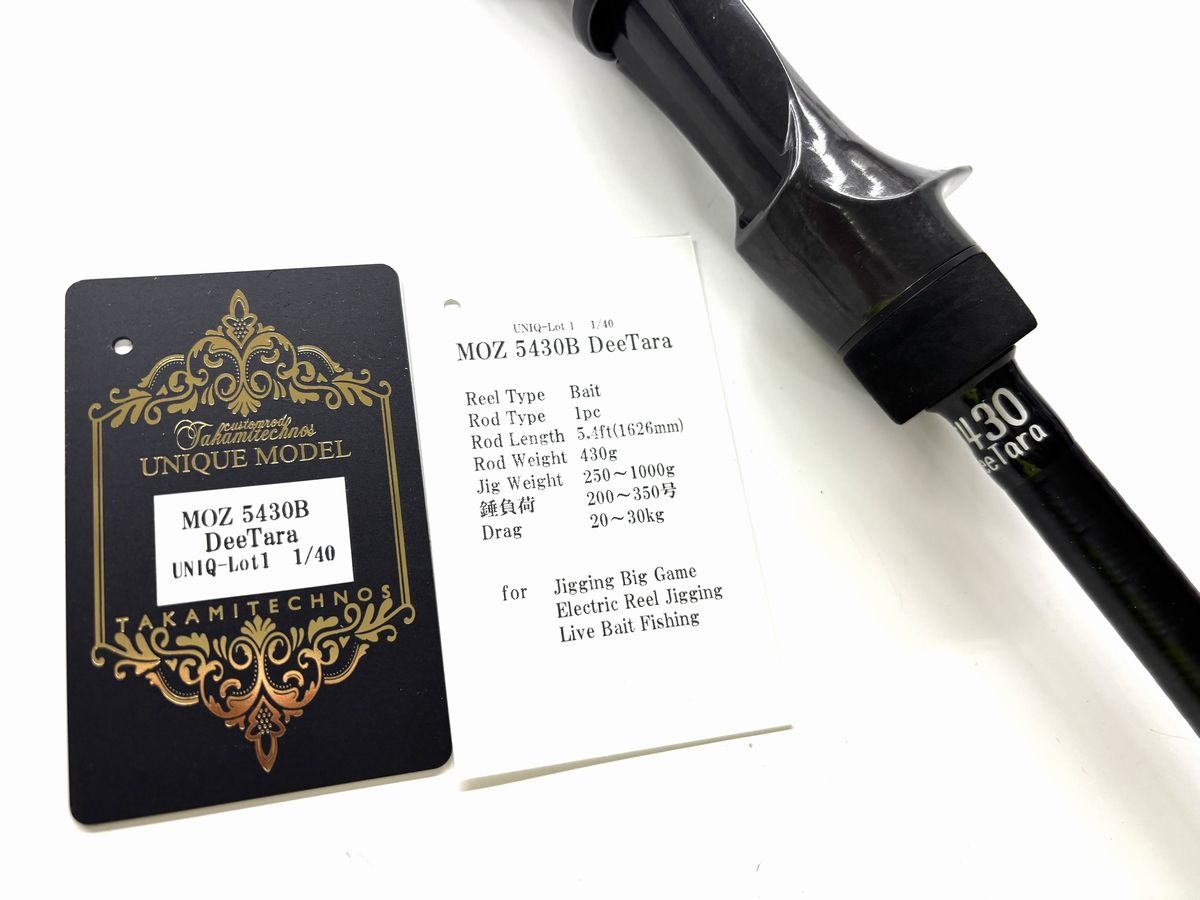 customrod
Takamitechnos
UNIQUE MODEL
MOZ 5430B
DeeTara
UNIQ-Lot1 1/40
TAKAMITECHNOS
UNIQ-Lot 1 1/40
MOZ 5430B DeeTara
Reel Type Bait
Rod Type 1pc
Rod Length 5.4ft(1626mm)
Rod Weight 430g
Jig Weight 250～1000g
錘負荷 200～350号
Drag 20～30kg
for Jigging Big Game
Electric Reel Jigging
Live Bait Fishing
430
eeTara